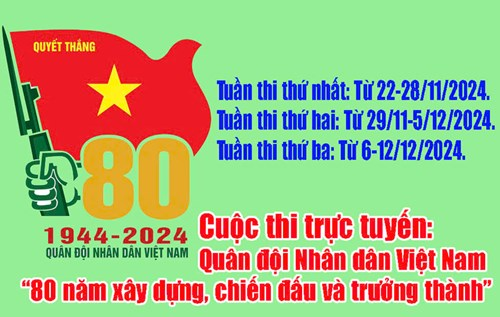 QUYẾT THẮNG
80
1944-2024
QUÂN ĐỘI NHÂN DÂN VIỆT NAM
Tuần thi thứ nhất: Từ 22-28/11/2024.
Tuần thi thứ hai: Từ 29/11-5/12/2024.
Tuần thi thứ ba: Từ 6-12/12/2024.
Cuộc thi trực tuyến:
Quân đội Nhân dân Việt Nam
“80 năm xây dựng, chiến đấu và trưởng thành”